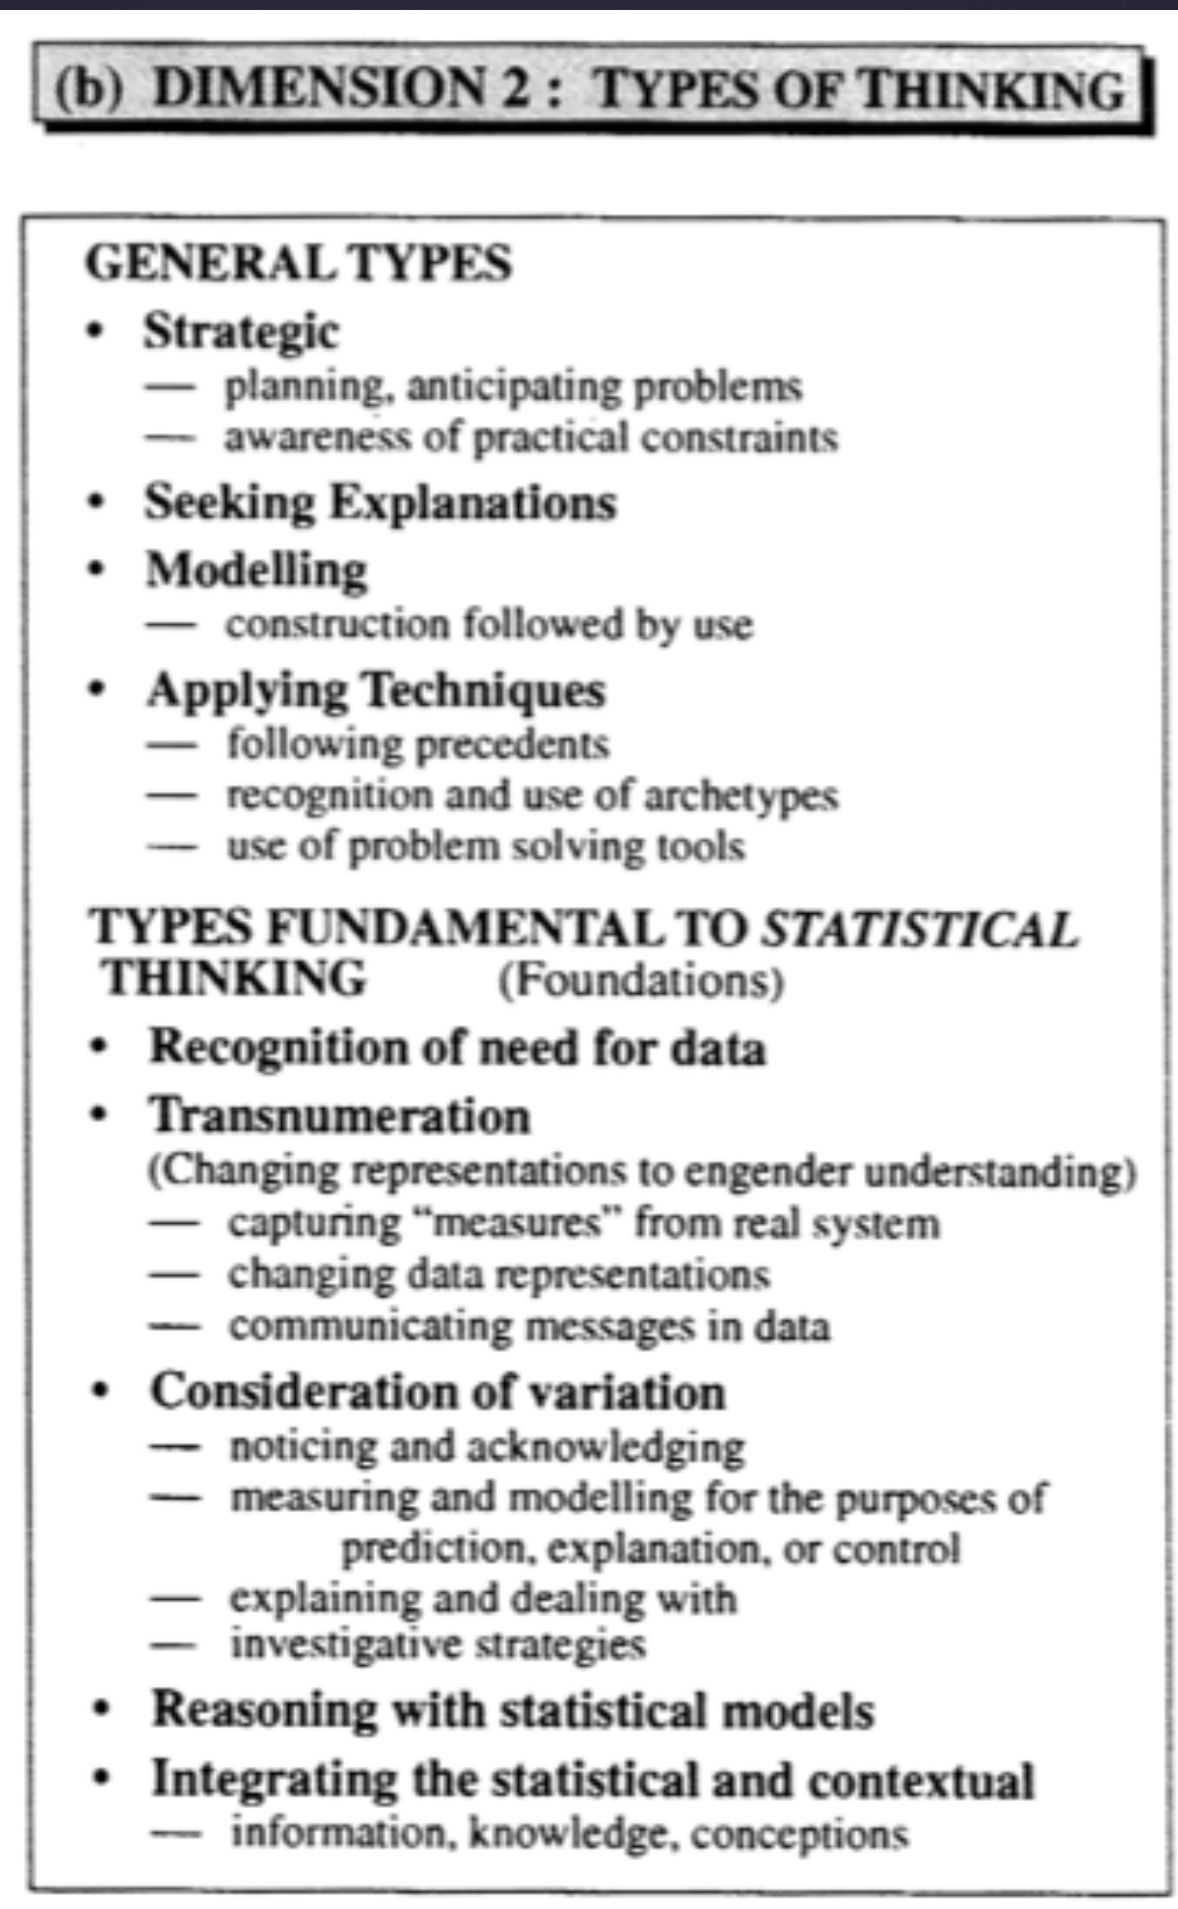 (b) DIMENSION 2 : TYPES OF THINKING
GENERAL TYPES
• Strategic
— planning, anticipating problems
— awareness of practical constraints
• Seeking Explanations
• Modelling
— construction followed by use
• Applying Techniques
— following precedents
— recognition and use of archetypes
— use of problem solving tools
TYPES FUNDAMENTAL TO STATISTICAL
THINKING (Foundations)
• Recognition of need for data
• Transnumeration
(Changing representations to engender understanding)
— capturing “measures” from real system
— changing data representations
— communicating messages in data
• Consideration of variation
— noticing and acknowledging
— measuring and modelling for the purposes of
prediction, explanation, or control
— explaining and dealing with
— investigative strategies
• Reasoning with statistical models
• Integrating the statistical and contextual
— information, knowledge, conceptions